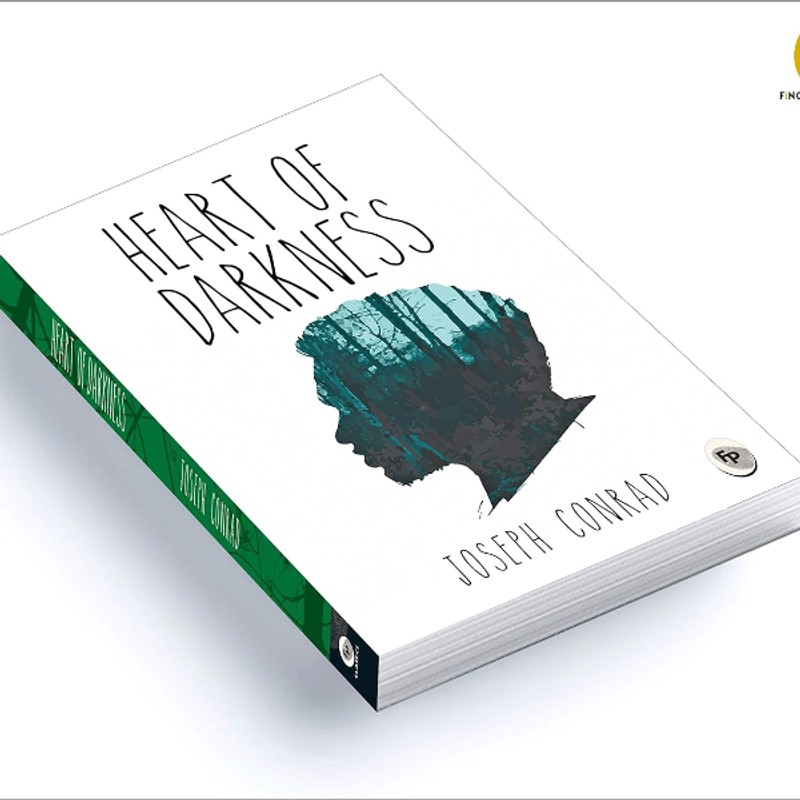 HEART OF
DARKNESS
JOSEPH CONRAD
FP
HEART OF DARKNESS
JOSEPH CONRAD